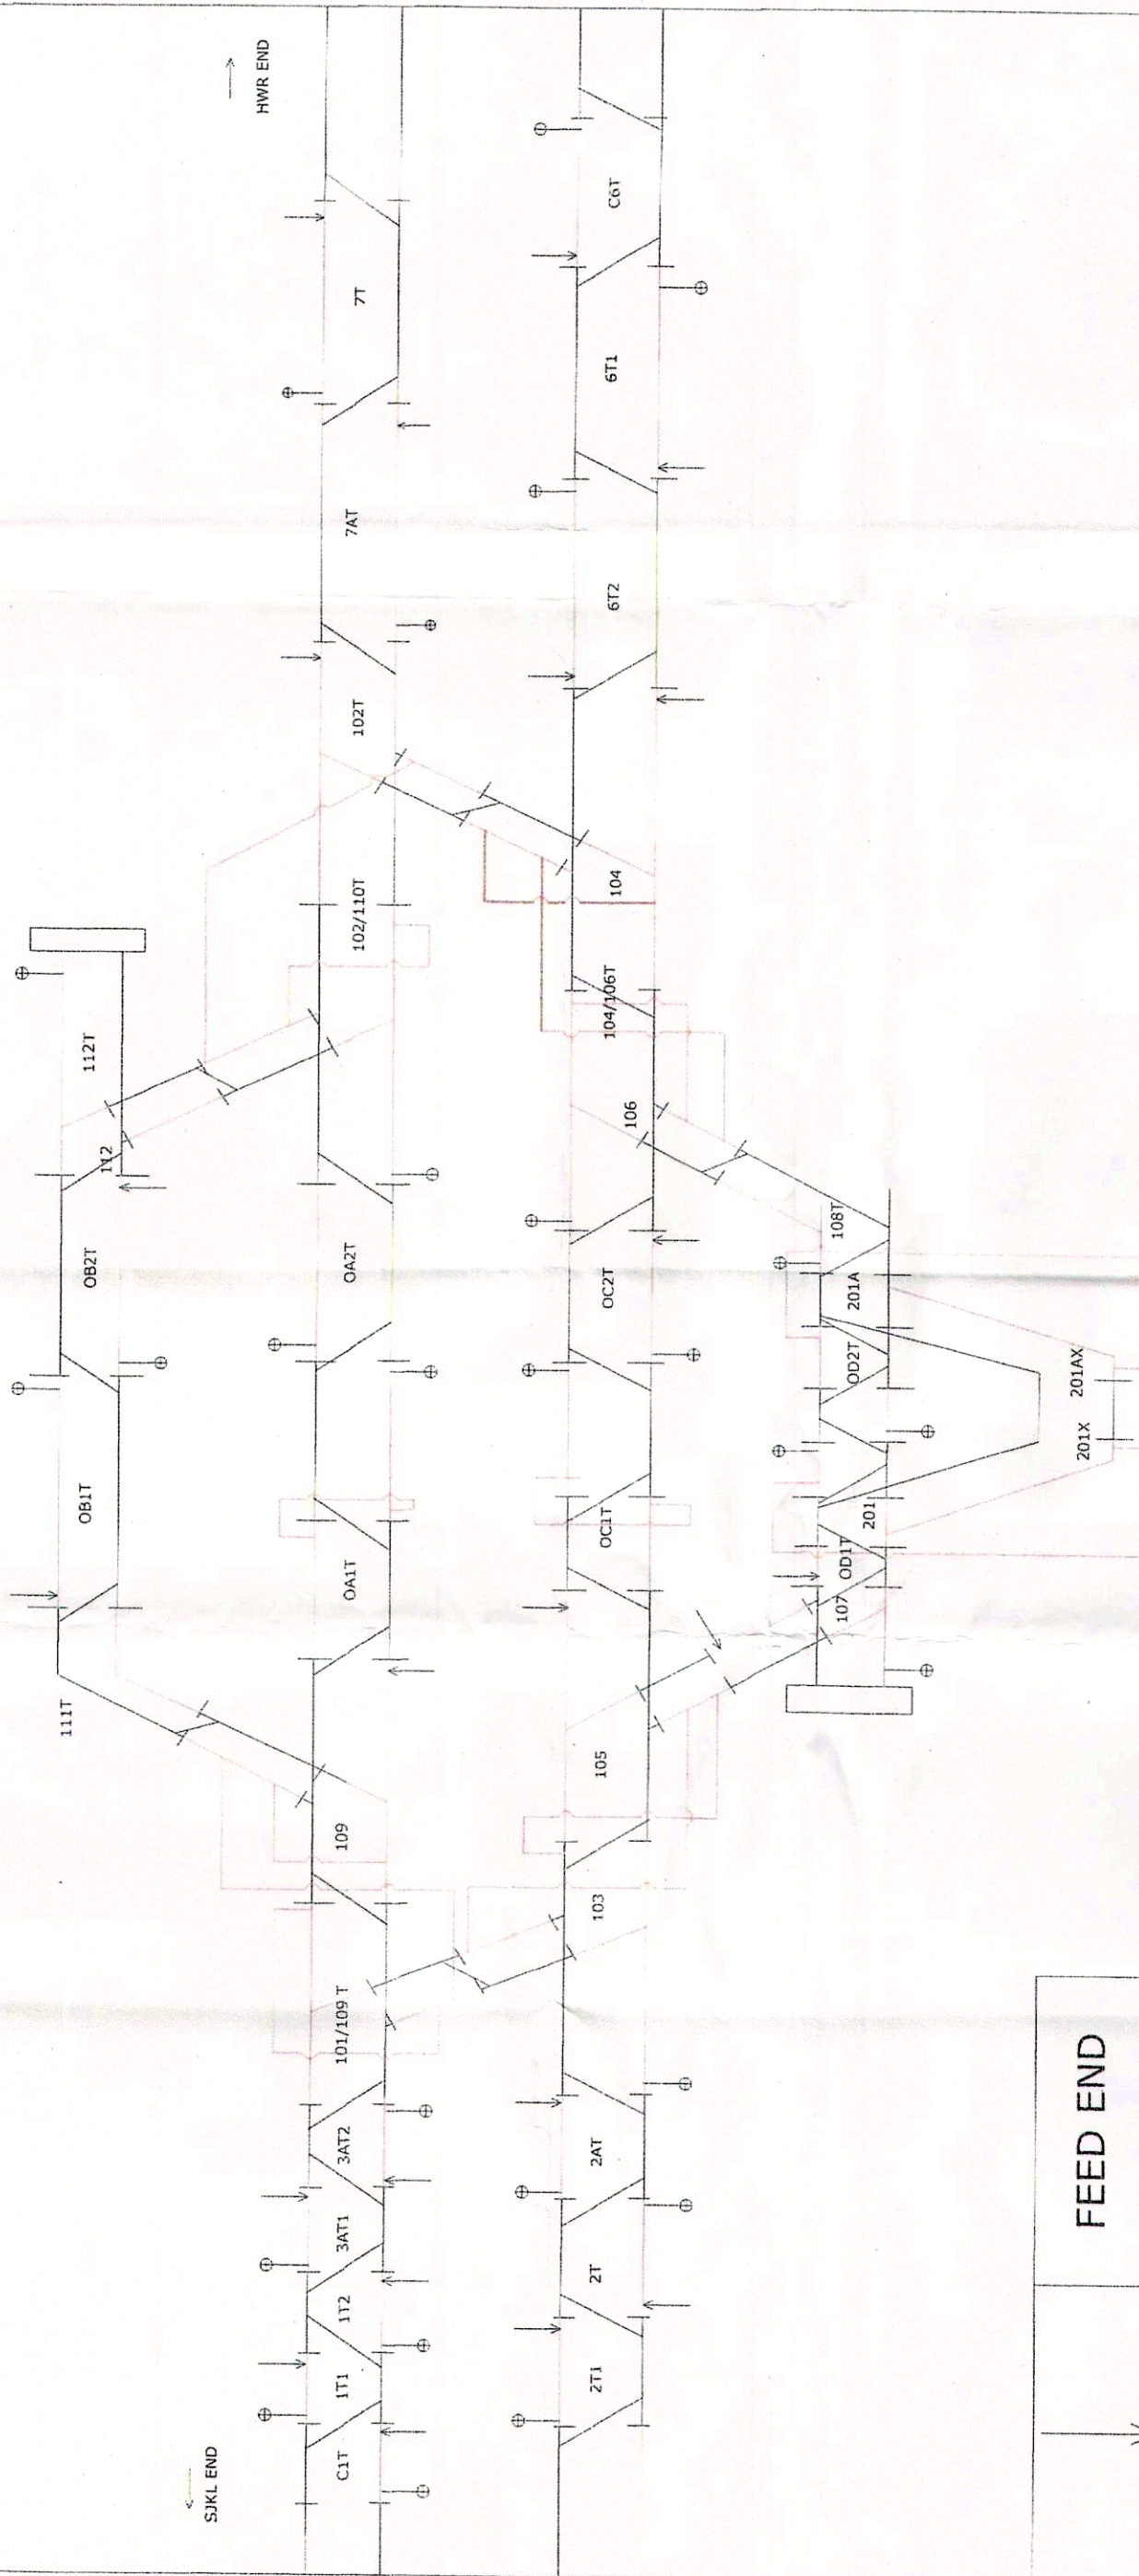 HWR END
7T
7AT
102T
102/110T
112T
112
OB2T
OA2T
OB1T
OA1T
111T
109
101/109 T
3AT2
3AT1
1T2
1T1
C1T
SJKL END
C6T
6T1
6T2
104
104/106T
106
OC2T
OC1T
105
103
2AT
2T
2T1
108T
201A
OD2T
201
OD1T
107
201AX
201X
FEED END